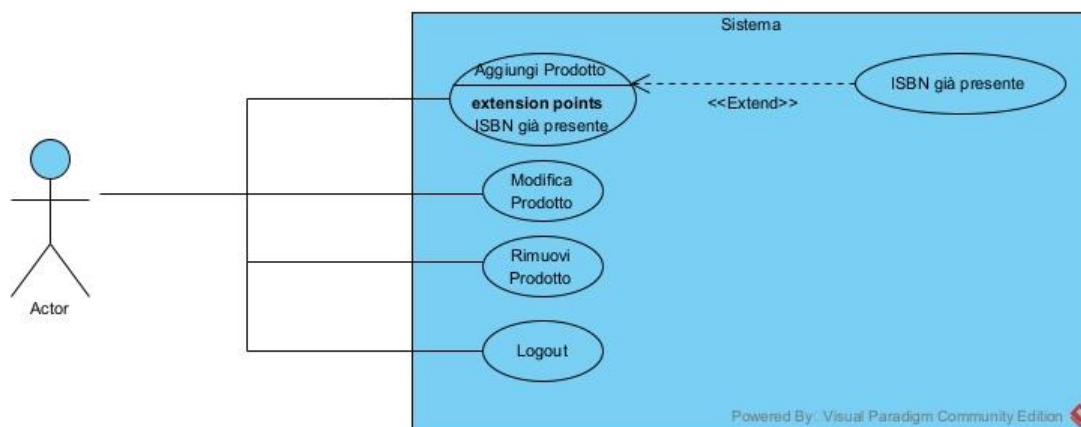 Sistema
Aggiungi Prodotto
extension points
ISBN già presente
<<Extend>>
ISBN già presente
Modifica
Prodotto
Rimuovi
Prodotto
Logout
Actor
Powered By: Visual Paradigm Community Edition